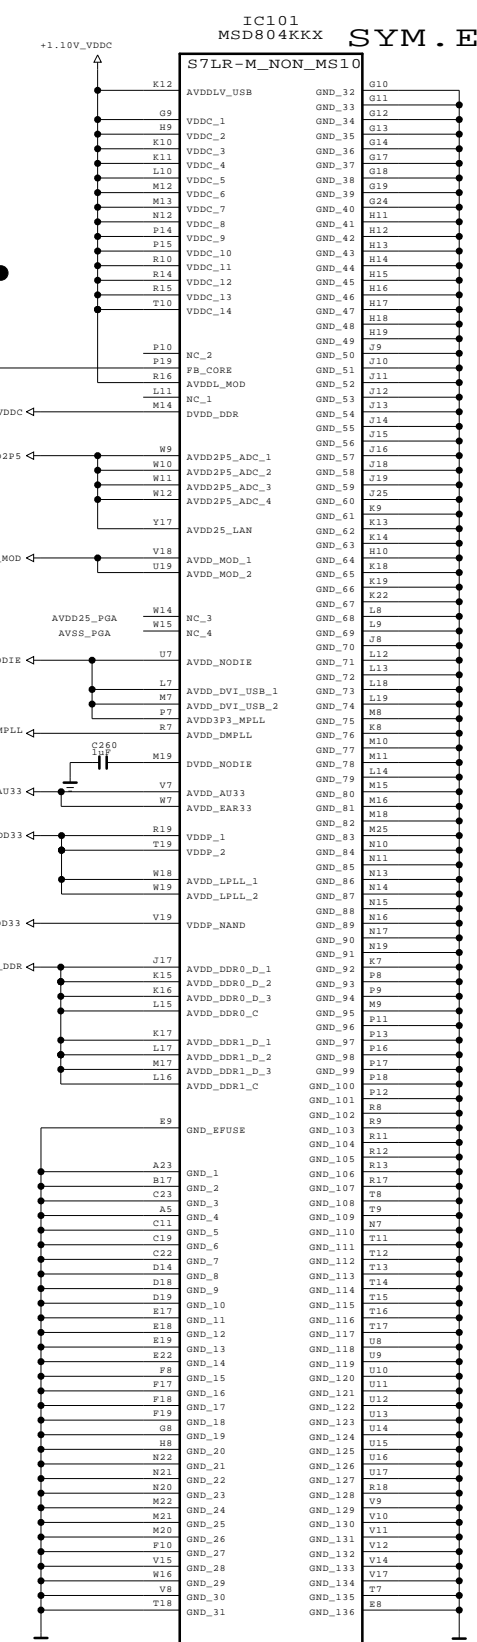 IC101
MSD804KKX SYM.E
+1.10V_VDDC
S7LR-M_NON_MS10
K12 AVDDLV_USB GND_32 G10
GND_33 G11
G9 VDDC_1 GND_34 G12
H9 VDDC_2 GND_35 G13
K10 VDDC_3 GND_36 G14
K11 VDDC_4 GND_37 G17
L10 VDDC_5 GND_38 G18
M12 VDDC_6 GND_39 G19
M13 VDDC_7 GND_40 G24
N12 VDDC_8 GND_41 H11
P14 VDDC_9 GND_42 H12
P15 VDDC_10 GND_43 H13
R10 VDDC_11 GND_44 H14
R14 VDDC_12 GND_45 H15
R15 VDDC_13 GND_46 H16
T10 VDDC_14 GND_47 H17
GND_48 H18
GND_49 H19
P10 NC_2 GND_50 J9
P19 FB_CORE GND_51 J10
R16 AVDDL_MOD GND_52 J11
L11 NC_1 GND_53 J12
VDDC M14 DVDD_DDR GND_54 J13
GND_55 J14
GND_56 J15
D2P5 W9 AVDD2P5_ADC_1 GND_57 J16
W10 AVDD2P5_ADC_2 GND_58 J18
W11 AVDD2P5_ADC_3 GND_59 J19
W12 AVDD2P5_ADC_4 GND_60 J25
GND_61 K9
Y17 AVDD25_LAN GND_62 K13
GND_63 K14
_MOD V18 AVDD_MOD_1 GND_64 H10
U19 AVDD_MOD_2 GND_65 K18
GND_66 K19
GND_67 K22
AVDD25_PGA W14 NC_3 GND_68 L8
AVSS_PGA W15 NC_4 GND_69 L9
GND_70 J8
ODIE U7 AVDD_NODIE GND_71 L12
GND_72 L13
L7 AVDD_DVI_USB_1 GND_73 L18
M7 AVDD_DVI_USB_2 GND_74 L19
P7 AVDD3P3_MPLL GND_75 M8
MPLL R7 AVDD_DMPLL GND_76 K8
GND_77 M10
C260 1uF M19 DVDD_NODIE GND_78 M11
GND_79 L14
AU33 V7 AVDD_AU33 GND_80 M15
W7 AVDD_EAR33 GND_81 M16
GND_82 M18
DD33 R19 VDDP_1 GND_83 M25
T19 VDDP_2 GND_84 N10
GND_85 N11
W18 AVDD_LPLL_1 GND_86 N13
W19 AVDD_LPLL_2 GND_87 N14
GND_88 N15
DD33 V19 VDDP_NAND GND_89 N16
GND_90 N17
GND_91 N19
_DDR J17 AVDD_DDR0_D_1 GND_92 K7
K15 AVDD_DDR0_D_2 GND_93 P8
K16 AVDD_DDR0_D_3 GND_94 P9
L15 AVDD_DDR0_C GND_95 M9
GND_96 P11
K17 AVDD_DDR1_D_1 GND_97 P13
L17 AVDD_DDR1_D_2 GND_98 P16
M17 AVDD_DDR1_D_3 GND_99 P17
L16 AVDD_DDR1_C GND_100 P18
GND_101 P12
GND_102 R8
E9 GND_EFUSE GND_103 R9
GND_104 R11
GND_105 R12
A23 GND_1 GND_106 R13
B17 GND_2 GND_107 R17
C23 GND_3 GND_108 T8
A5 GND_4 GND_109 T9
C11 GND_5 GND_110 N7
C19 GND_6 GND_111 T11
C22 GND_7 GND_112 T12
D14 GND_8 GND_113 T13
D18 GND_9 GND_114 T14
D19 GND_10 GND_115 T15
E17 GND_11 GND_116 T16
E18 GND_12 GND_117 T17
E19 GND_13 GND_118 U8
E22 GND_14 GND_119 U9
F8 GND_15 GND_120 U10
F17 GND_16 GND_121 U11
F18 GND_17 GND_122 U12
F19 GND_18 GND_123 U13
G8 GND_19 GND_124 U14
H8 GND_20 GND_125 U15
N22 GND_21 GND_126 U16
N21 GND_22 GND_127 U17
N20 GND_23 GND_128 R18
M22 GND_24 GND_129 V9
M21 GND_25 GND_130 V10
M20 GND_26 GND_131 V11
F10 GND_27 GND_132 V12
V15 GND_28 GND_133 V14
W16 GND_29 GND_134 V17
V8 GND_30 GND_135 T7
T18 GND_31 GND_136 E8